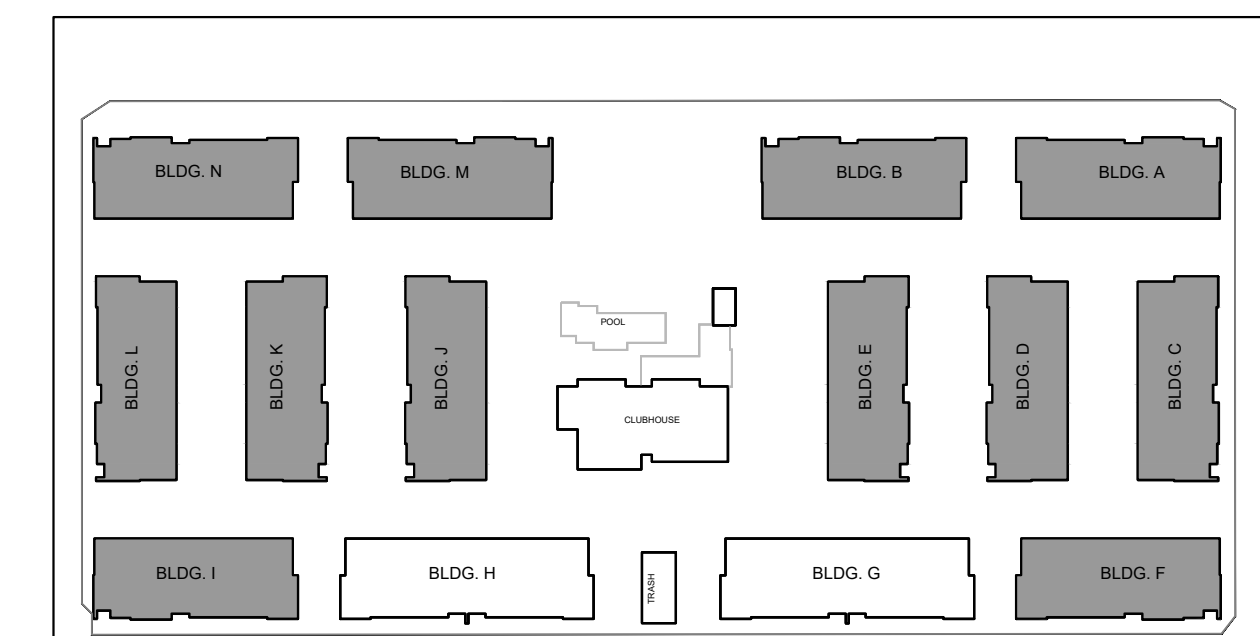 BLDG. N
BLDG. M
BLDG. B
BLDG. A
POOL
BLDG. L
BLDG. K
BLDG. J
BLDG. E
BLDG. D
BLDG. C
CLUBHOUSE
BLDG. I
BLDG. H
TRASH
BLDG. G
BLDG. F